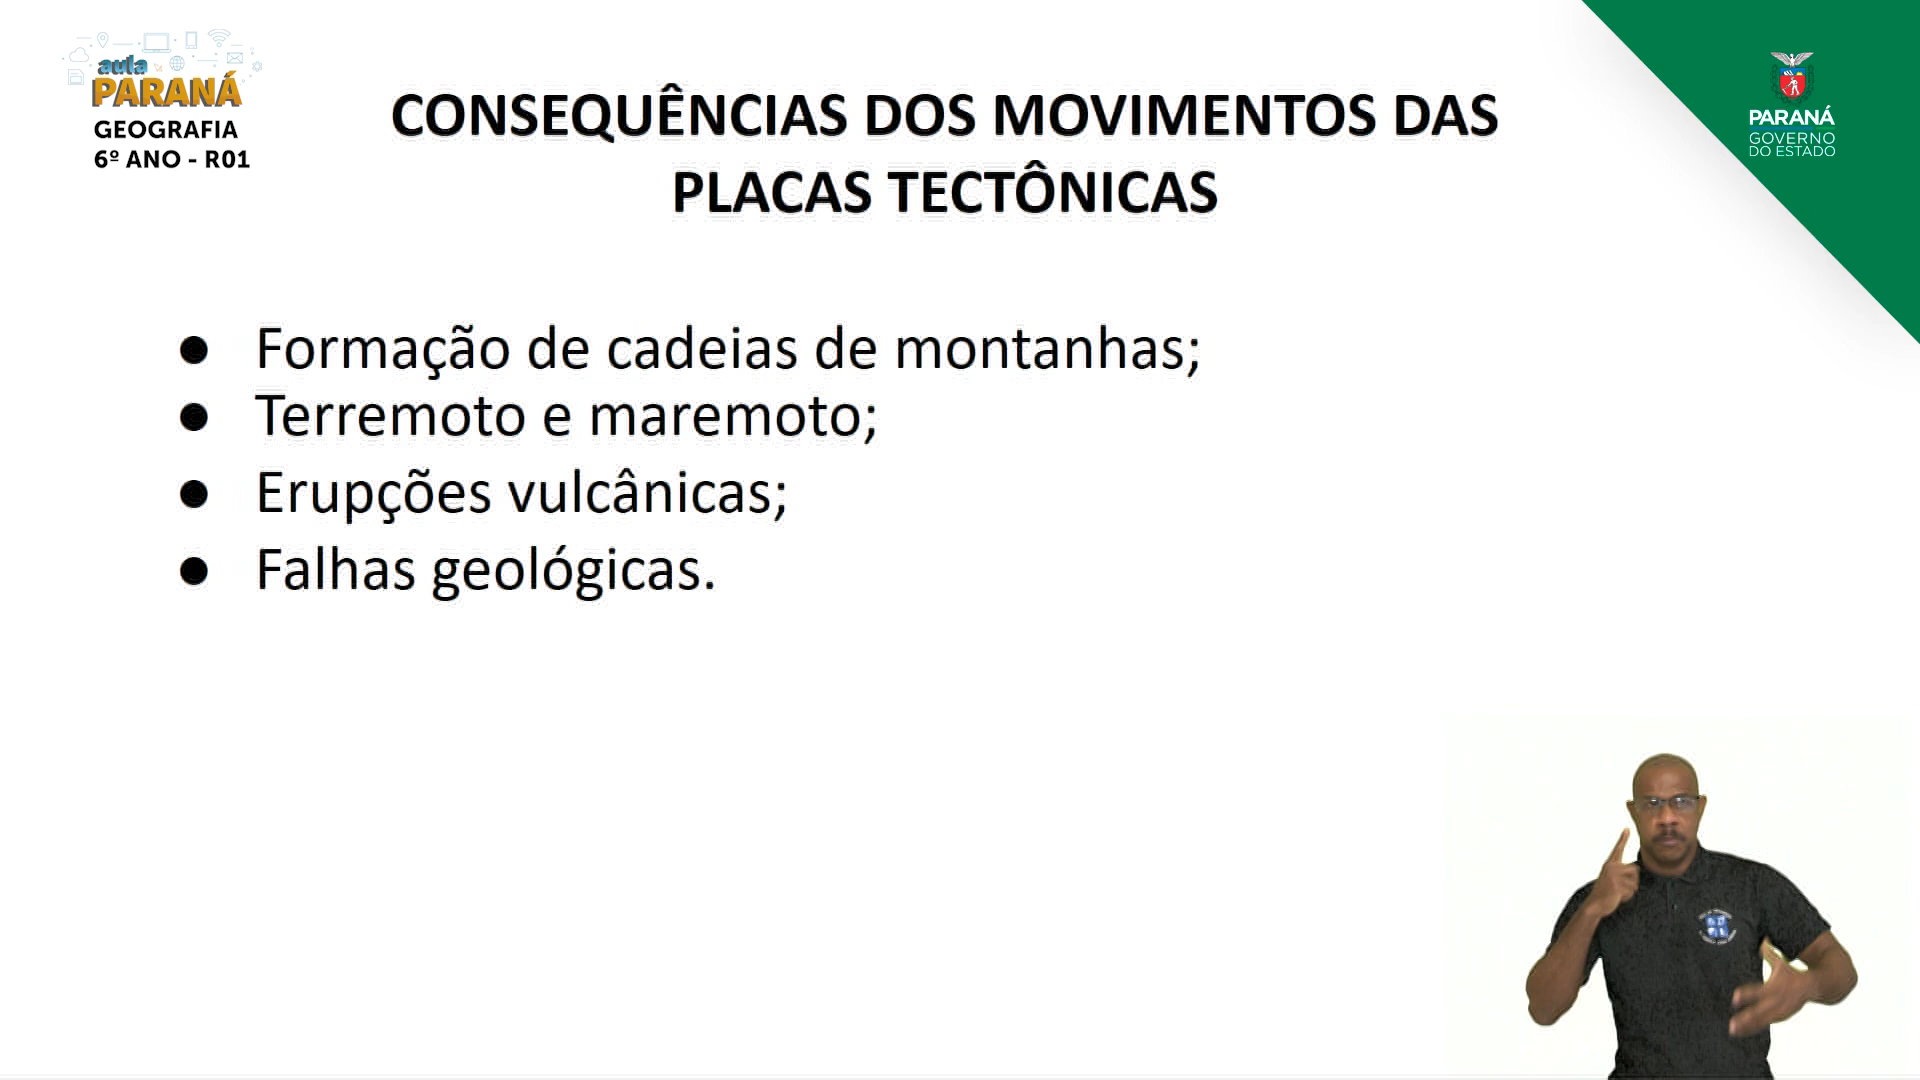 aula
PARANÁ
GEOGRAFIA
6º ANO - R01
CONSEQUÊNCIAS DOS MOVIMENTOS DAS
PLACAS TECTÔNICAS
PARANÁ
GOVERNO
DO ESTADO
● Formação de cadeias de montanhas;
● Terremoto e maremoto;
● Erupções vulcânicas;
● Falhas geológicas.